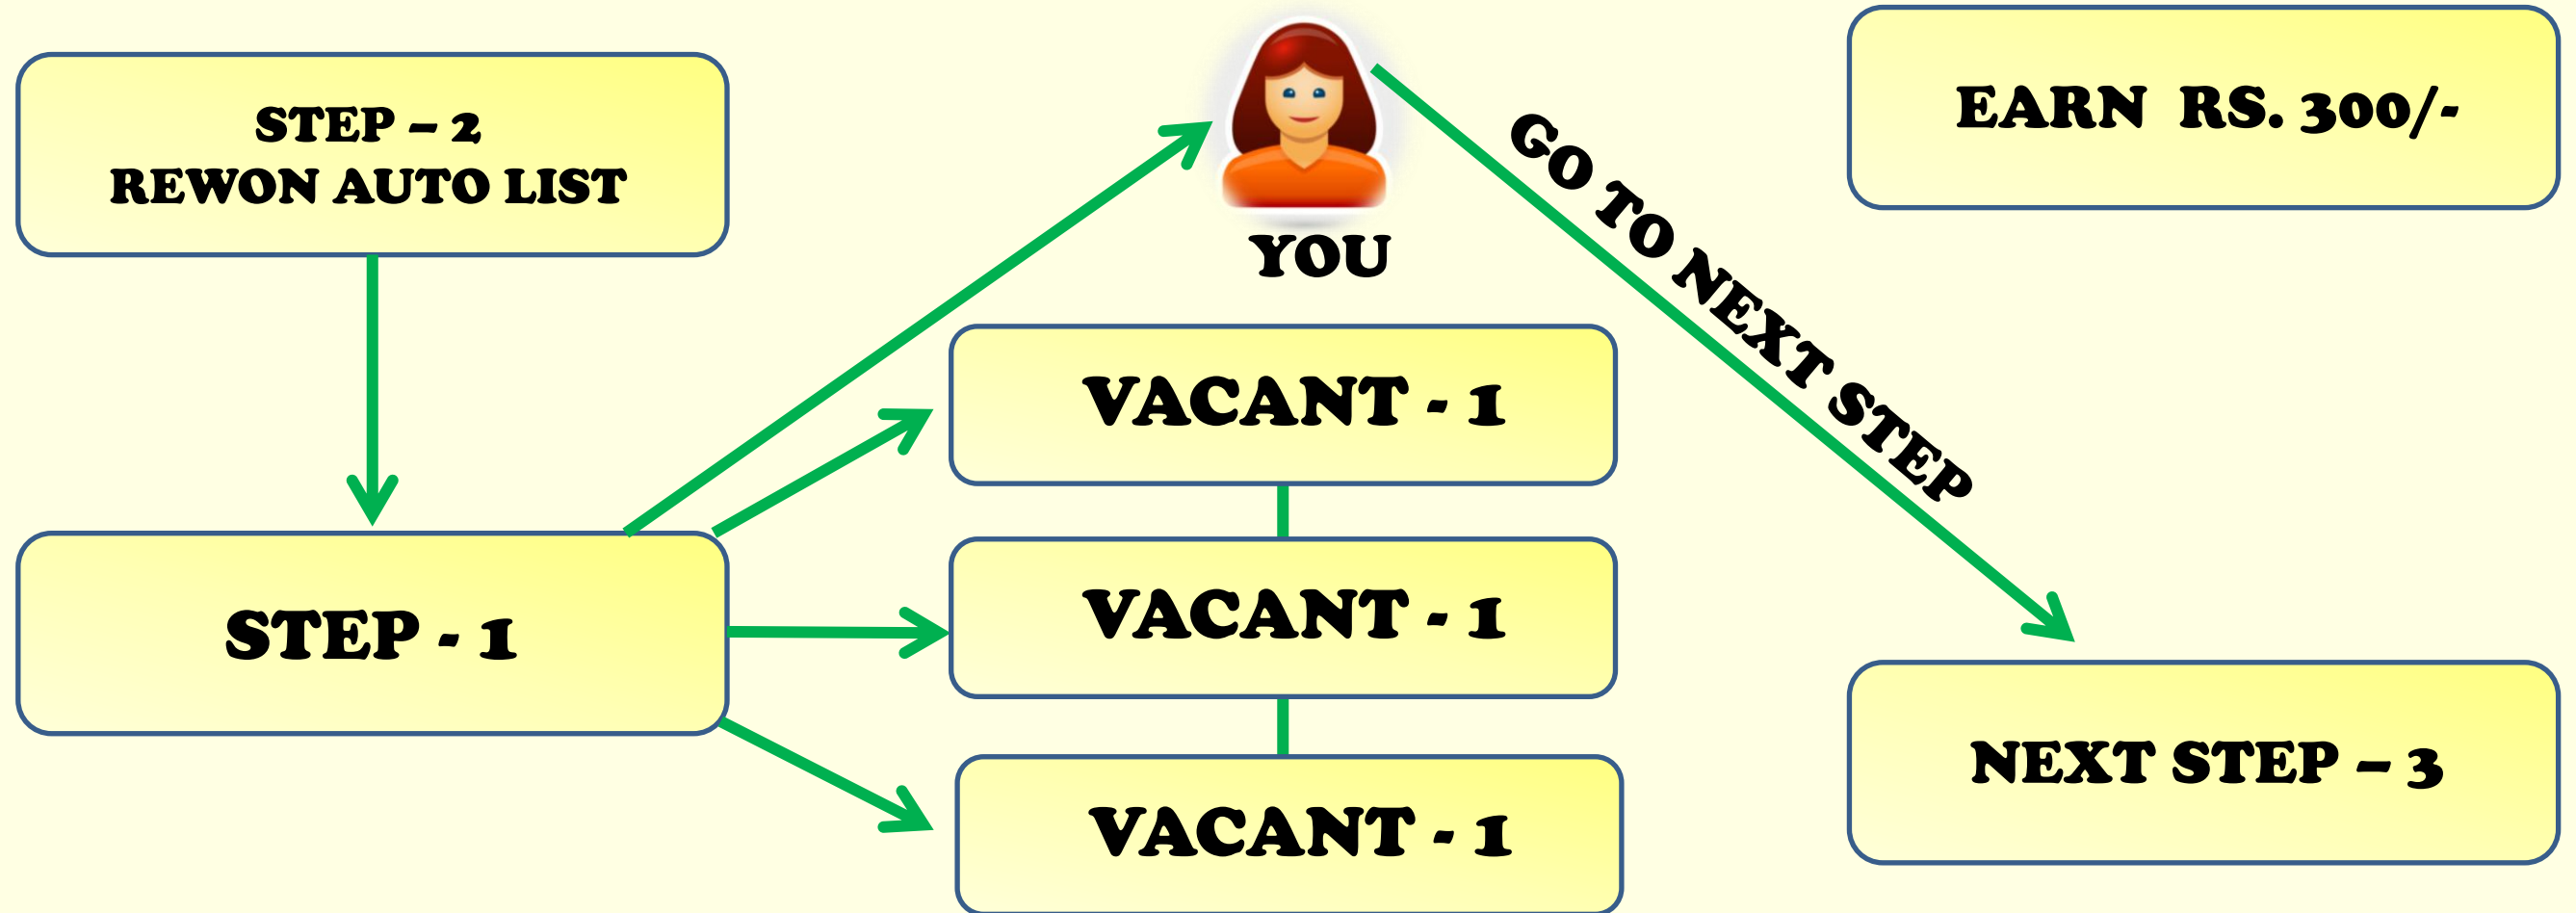 STEP – 2
REWON AUTO LIST
YOU
GO TO NEXT STEP
EARN RS. 300/-
VACANT - 1
STEP - 1
VACANT - 1
VACANT - 1
NEXT STEP – 3